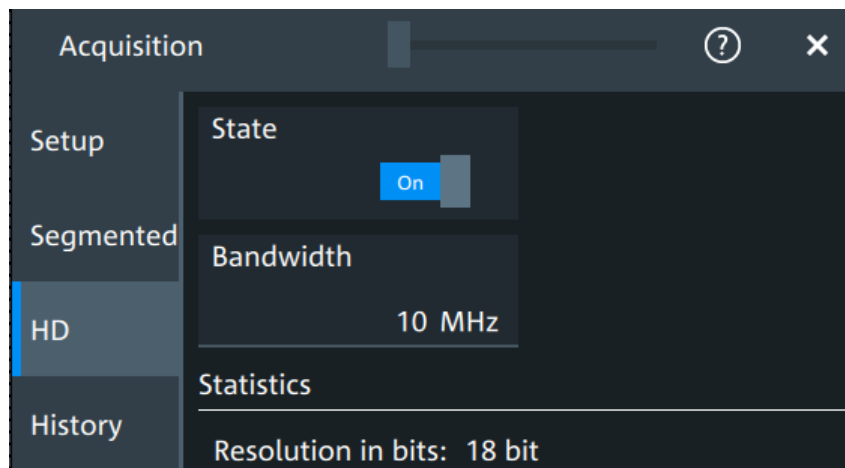 Acquisition ? ×
Setup
Segmented
HD
History
State
On
Bandwidth
10 MHz
Statistics
Resolution in bits: 18 bit